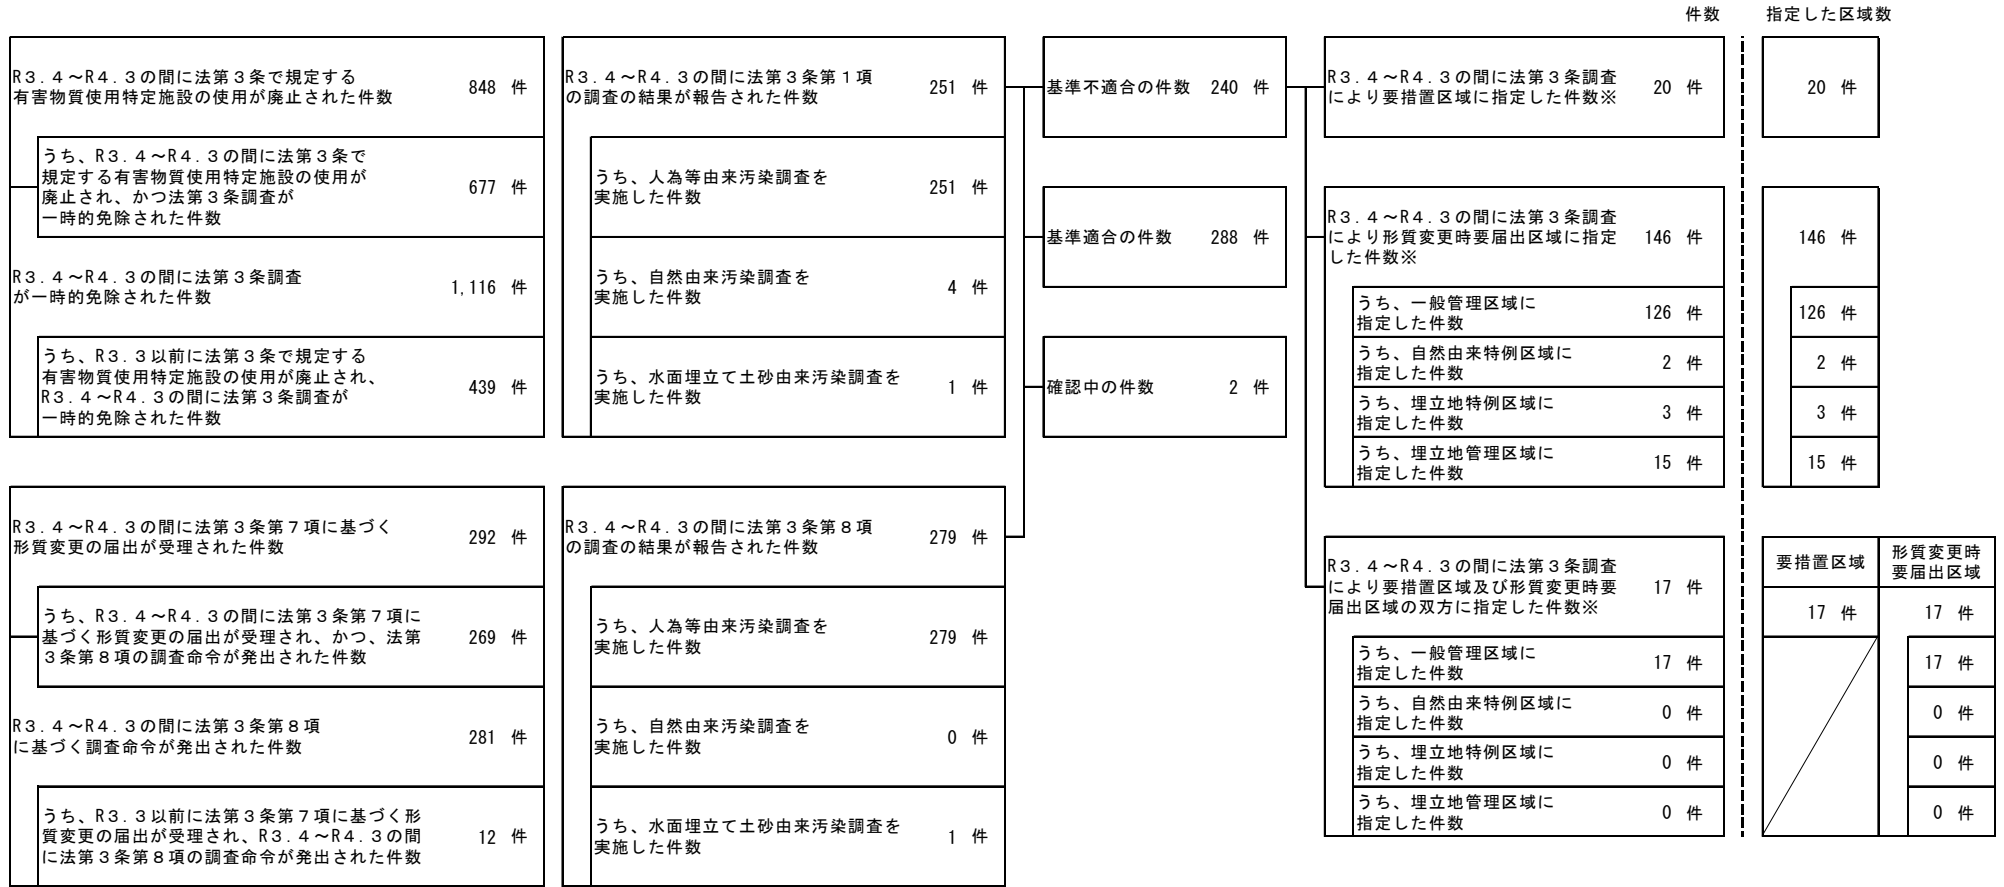 件数
指定した区域数
R3.4～R4.3の間に法第3条で規定する
有害物質使用特定施設の使用が廃止された件数
848 件
うち、R3.4～R4.3の間に法第3条で
規定する有害物質使用特定施設の使用が
廃止され、かつ法第3条調査が
一時的免除された件数
677 件
R3.4～R4.3の間に法第3条調査
が一時的免除された件数
1,116 件
うち、R3.3以前に法第3条で規定する
有害物質使用特定施設の使用が廃止され、
R3.4～R4.3の間に法第3条調査が
一時的免除された件数
439 件
R3.4～R4.3の間に法第3条第7項に基づく
形質変更の届出が受理された件数
292 件
うち、R3.4～R4.3の間に法第3条第7項に
基づく形質変更の届出が受理され、かつ、法第
3条第8項の調査命令が発出された件数
269 件
R3.4～R4.3の間に法第3条第8項
に基づく調査命令が発出された件数
281 件
うち、R3.3以前に法第3条第7項に基づく形
質変更の届出が受理され、R3.4～R4.3の間
に法第3条第8項の調査命令が発出された件数
12 件
R3.4～R4.3の間に法第3条第1項
の調査の結果が報告された件数
251 件
うち、人為等由来汚染調査を
実施した件数
251 件
うち、自然由来汚染調査を
実施した件数
4 件
うち、水面埋立て土砂由来汚染調査を
実施した件数
1 件
R3.4～R4.3の間に法第3条第8項
の調査の結果が報告された件数
279 件
うち、人為等由来汚染調査を
実施した件数
279 件
うち、自然由来汚染調査を
実施した件数
0 件
うち、水面埋立て土砂由来汚染調査を
実施した件数
1 件
基準不適合の件数 240 件
基準適合の件数 288 件
確認中の件数 2 件
R3.4～R4.3の間に法第3条調査
により要措置区域に指定した件数※
20 件
20 件
R3.4～R4.3の間に法第3条調査
により形質変更時要届出区域に指定
した件数※
146 件
146 件
うち、一般管理区域に
指定した件数
126 件
126 件
うち、自然由来特例区域に
指定した件数
2 件
2 件
うち、埋立地特例区域に
指定した件数
3 件
3 件
うち、埋立地管理区域に
指定した件数
15 件
15 件
R3.4～R4.3の間に法第3条調査
により要措置区域及び形質変更時要
届出区域の双方に指定した件数※
17 件
要措置区域
形質変更時
要届出区域
17 件
17 件
うち、一般管理区域に
指定した件数
17 件
17 件
うち、自然由来特例区域に
指定した件数
0 件
0 件
うち、埋立地特例区域に
指定した件数
0 件
0 件
うち、埋立地管理区域に
指定した件数
0 件
0 件